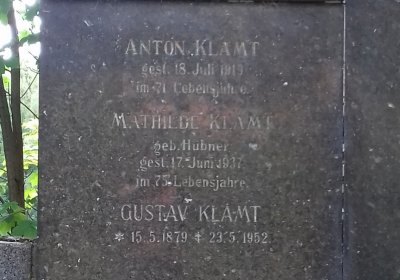 ANTON KLAMT
gest. 18. Juli 1919
im 71. Lebensjahre.
MATHILDE KLAMT
geb. Hübner
gest. 17. Juni 1937
im 75. Lebensjahre.
GUSTAV KLAMT
* 15.5.1879 + 23.5.1952